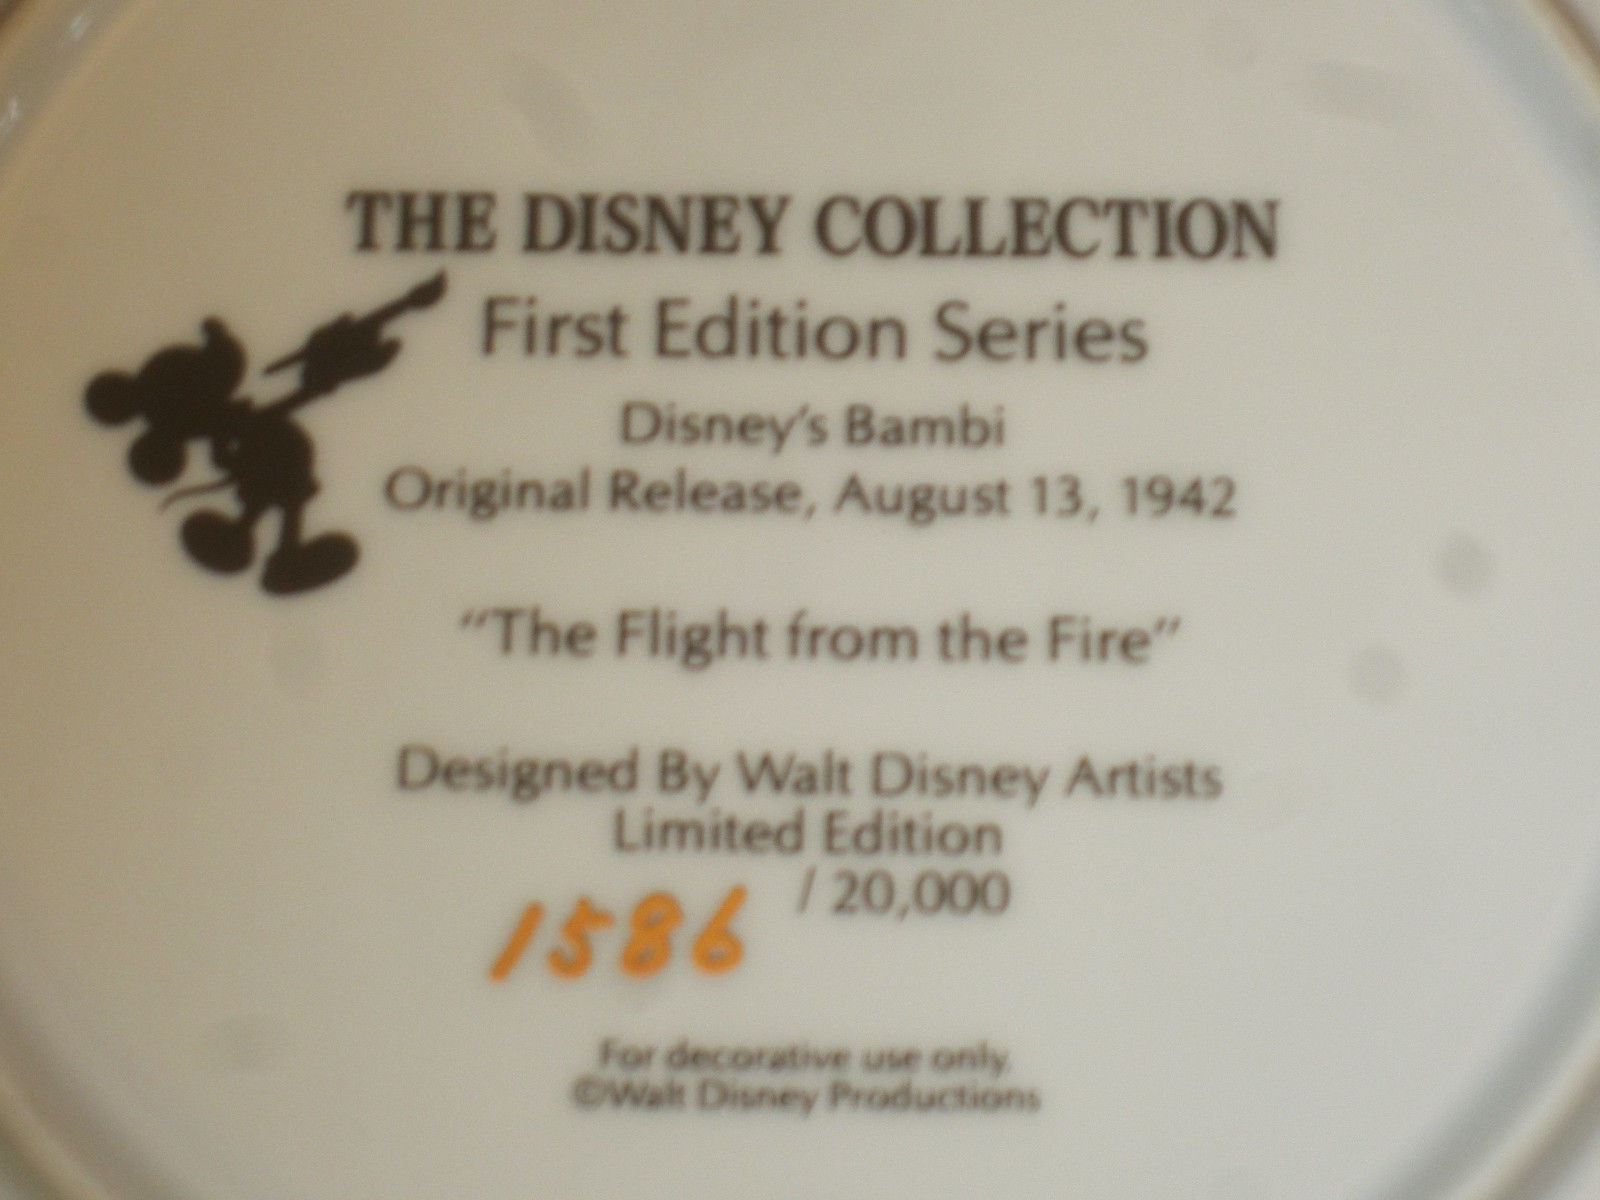 THE DISNEY COLLECTION
First Edition Series
Disney's Bambi
Original Release, August 13, 1942
"The Flight from the Fire"
Designed By Walt Disney Artists
Limited Edition
1586 / 20,000
For decorative use only.
©Walt Disney Productions